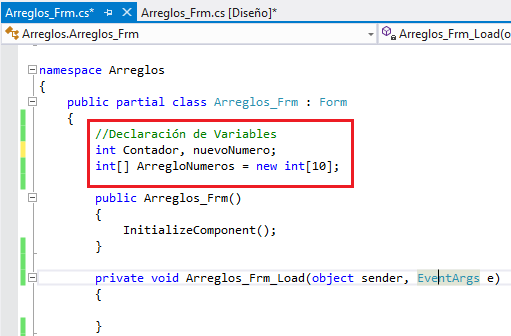 Arreglos_Frm.cs* Arreglos_Frm.cs [Diseño]*
Arreglos.Arreglos_Frm Arreglos_Frm_Load(o
namespace Arreglos
{
public partial class Arreglos_Frm : Form
{
//Declaración de Variables
int Contador, nuevoNumero;
int[] ArregloNumeros = new int[10];
public Arreglos_Frm()
{
InitializeComponent();
}
private void Arreglos_Frm_Load(object sender, EventArgs e)
{
}